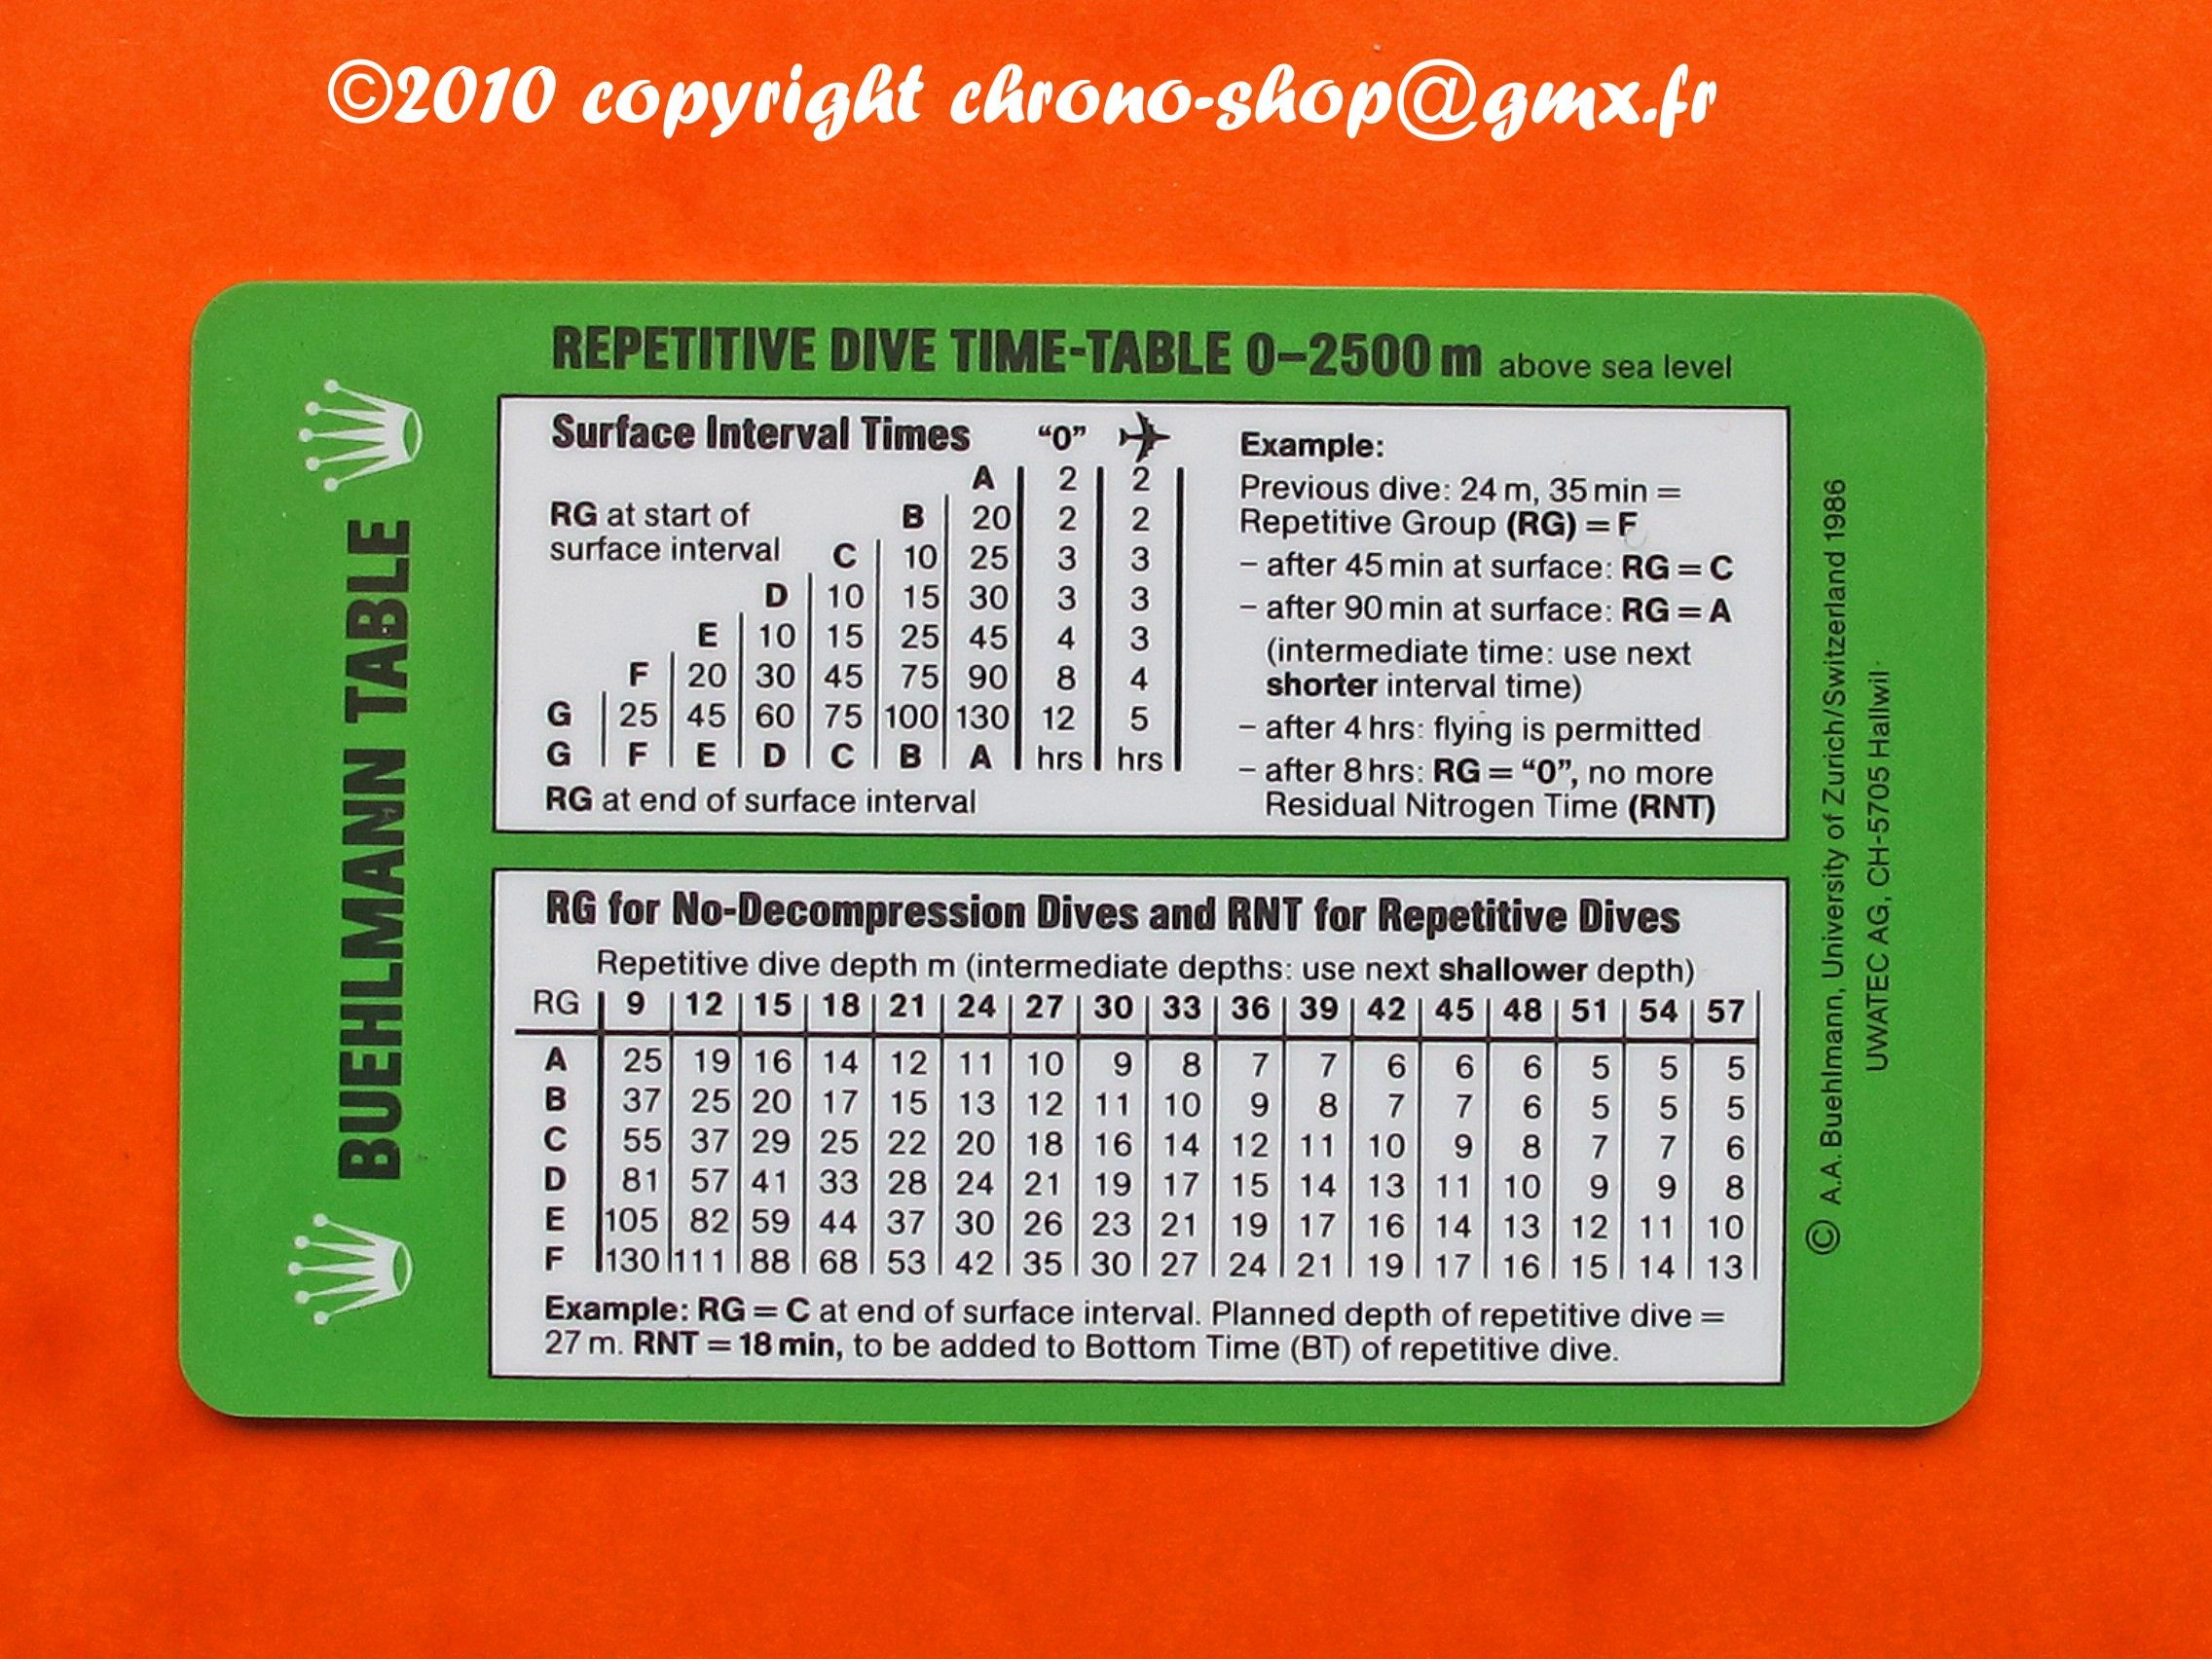 ©2010 copyright chrono-shop@gmx.fr
REPETITIVE DIVE TIME-TABLE 0–2500 m above sea level
BUEHLMANN TABLE
Surface Interval Times "0"
A 2 2
RG at start of B 20 2 2
surface interval C 10 25 3 3
D 10 15 30 3 3
E 10 15 25 45 4 3
F 20 30 45 75 90 8 4
G 25 45 60 75 100 130 12 5
G F E D C B A hrs hrs
RG at end of surface interval
Example:
Previous dive: 24 m, 35 min =
Repetitive Group (RG) = F
– after 45 min at surface: RG = C
– after 90 min at surface: RG = A
(intermediate time: use next
shorter interval time)
– after 4 hrs: flying is permitted
– after 8 hrs: RG = "0", no more
Residual Nitrogen Time (RNT)
RG for No-Decompression Dives and RNT for Repetitive Dives
Repetitive dive depth m (intermediate depths: use next shallower depth)
RG 9 12 15 18 21 24 27 30 33 36 39 42 45 48 51 54 57
A 25 19 16 14 12 11 10 9 8 7 7 6 6 6 5 5 5
B 37 25 20 17 15 13 12 11 10 9 8 7 7 6 5 5 5
C 55 37 29 25 22 20 18 16 14 12 11 10 9 8 7 7 6
D 81 57 41 33 28 24 21 19 17 15 14 13 11 10 9 9 8
E 105 82 59 44 37 30 26 23 21 19 17 16 14 13 12 11 10
F 130 111 88 68 53 42 35 30 27 24 21 19 17 16 15 14 13
Example: RG = C at end of surface interval. Planned depth of repetitive dive =
27 m. RNT = 18 min, to be added to Bottom Time (BT) of repetitive dive.
© A.A. Buehlmann, University of Zurich/Switzerland 1986
UWATEC AG, CH-5705 Hallwil